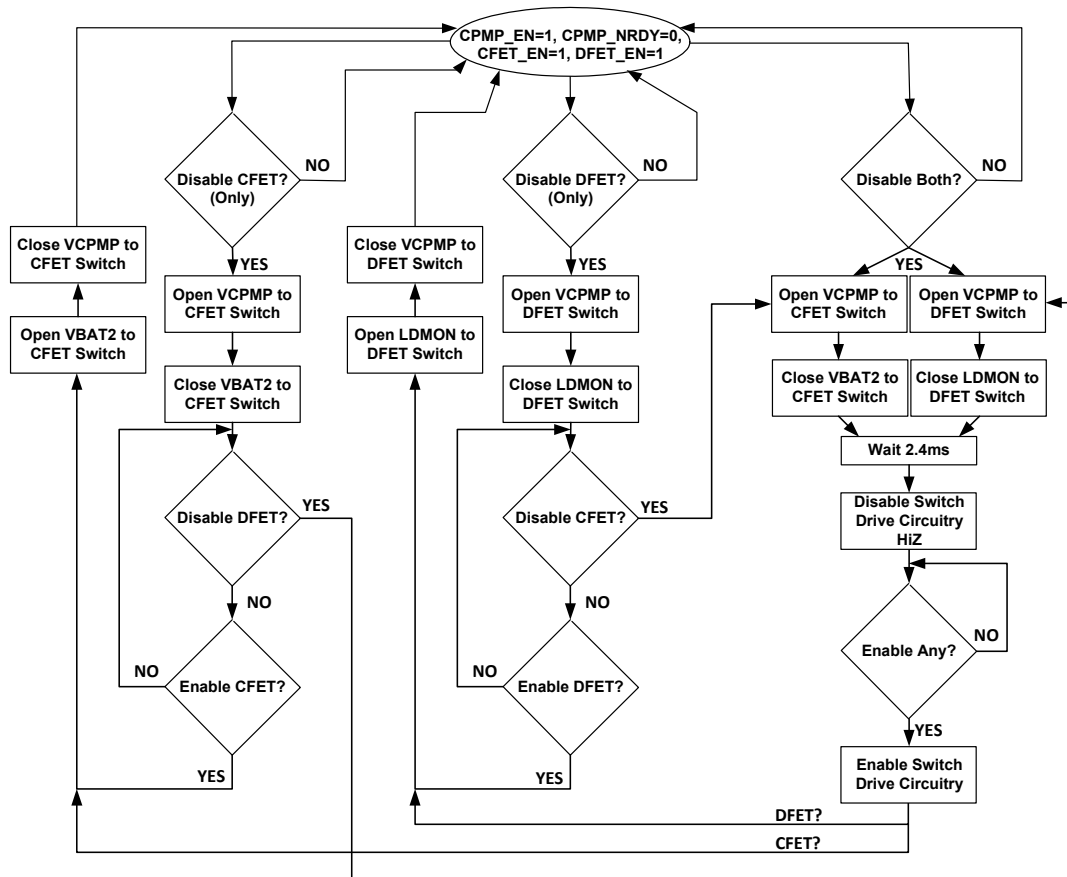 CPMP_EN=1, CPMP_NRDY=0,
CFET_EN=1, DFET_EN=1
Disable CFET?
(Only)
NO
YES
Close VCPMP to
CFET Switch
Open VBAT2 to
CFET Switch
Open VCPMP to
CFET Switch
Close VBAT2 to
CFET Switch
Disable DFET?
YES
NO
Enable CFET?
NO
YES
Disable DFET?
(Only)
NO
YES
Close VCPMP to
DFET Switch
Open LDMON to
DFET Switch
Open VCPMP to
DFET Switch
Close LDMON to
DFET Switch
Disable CFET?
YES
NO
Enable DFET?
NO
YES
Disable Both?
NO
YES
Open VCPMP to
CFET Switch
Open VCPMP to
DFET Switch
Close VBAT2 to
CFET Switch
Close LDMON to
DFET Switch
Wait 2.4ms
Disable Switch
Drive Circuitry
HiZ
Enable Any?
NO
YES
Enable Switch
Drive Circuitry
DFET?
CFET?